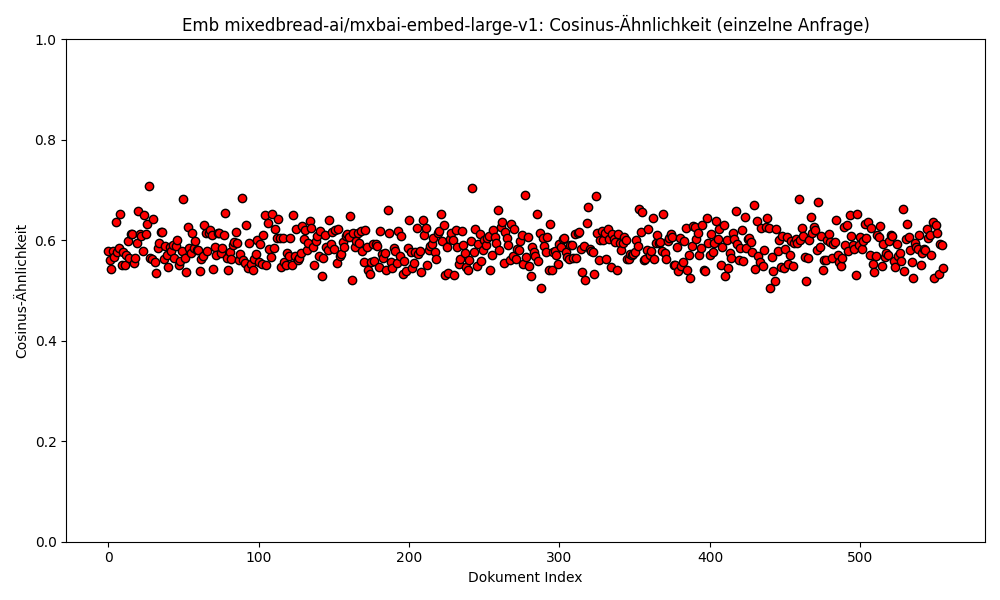 Emb mixedbread-ai/mxbai-embed-large-v1: Cosinus-Ähnlichkeit (einzelne Anfrage)
1.0
0.8
0.6
0.4
0.2
0.0
Cosinus-Ähnlichkeit
0 100 200 300 400 500
Dokument Index